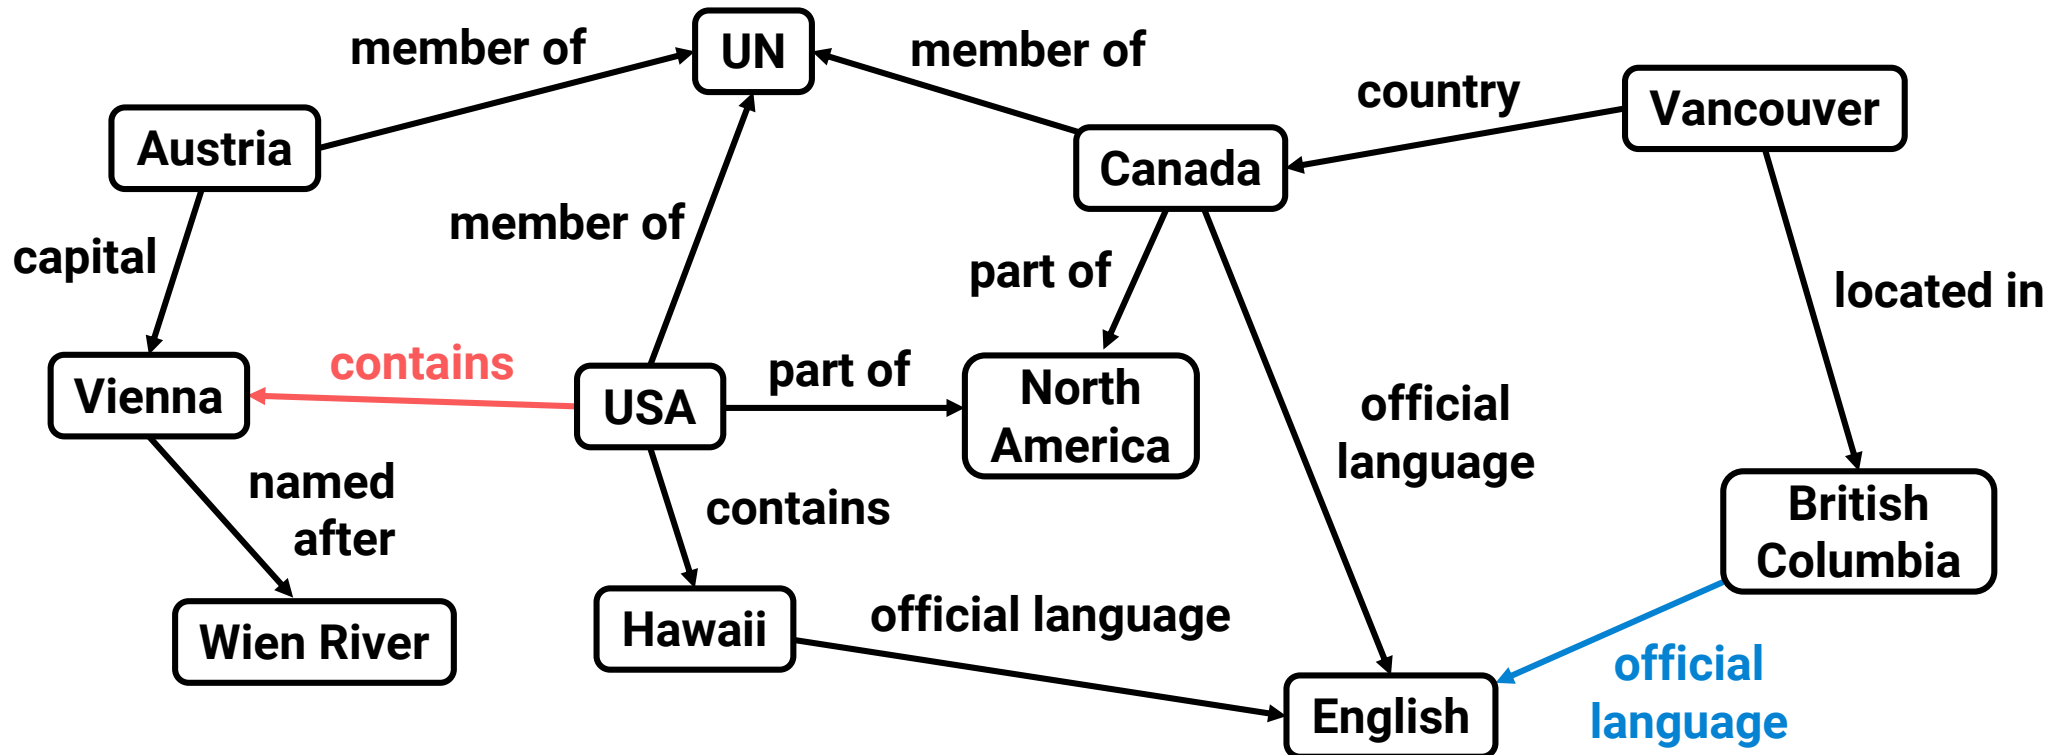 member of
UN
member of
country
Vancouver
Austria
Canada
member of
capital
part of
located in
contains
part of
Vienna
USA
North
America
official
language
named
after
contains
British
Columbia
Wien River
Hawaii
official language
English
official
language